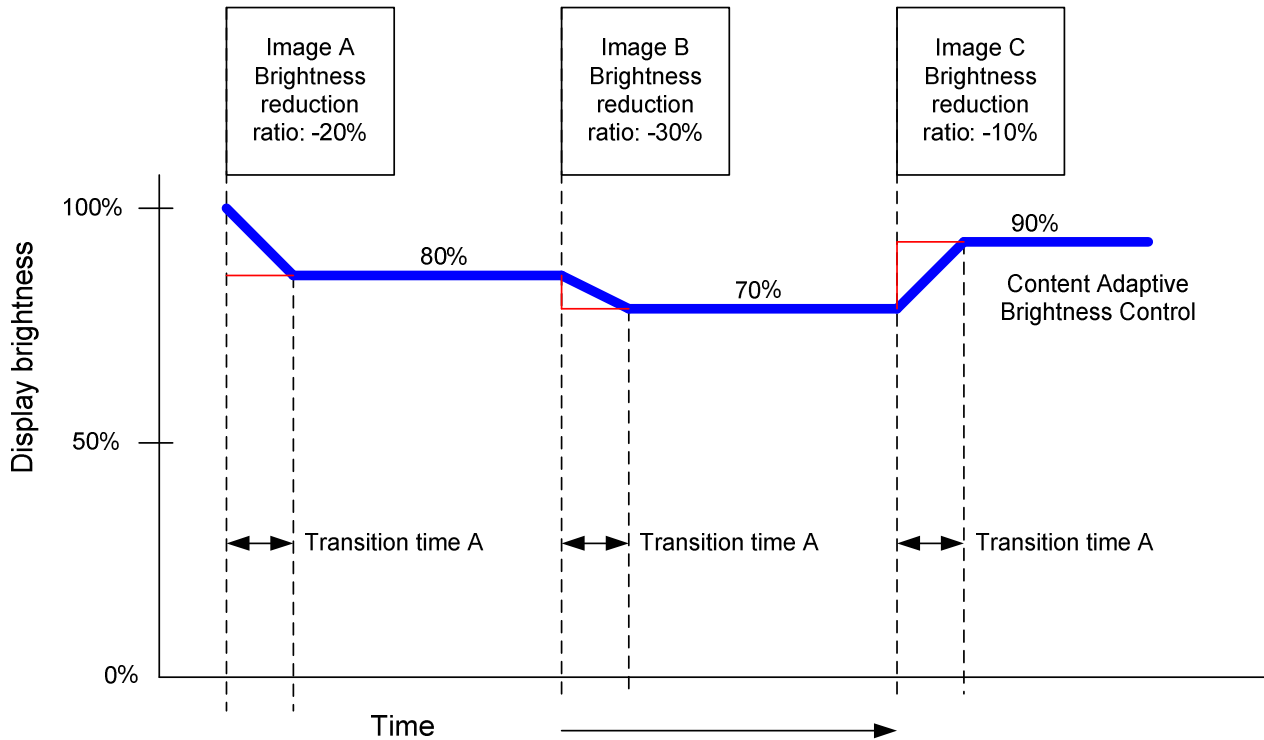 Image A
Brightness
reduction
ratio: -20%
Image B
Brightness
reduction
ratio: -30%
Image C
Brightness
reduction
ratio: -10%
100%
80%
70%
90%
Content Adaptive
Brightness Control
Display brightness
50%
Transition time A
Transition time A
Transition time A
0%
Time